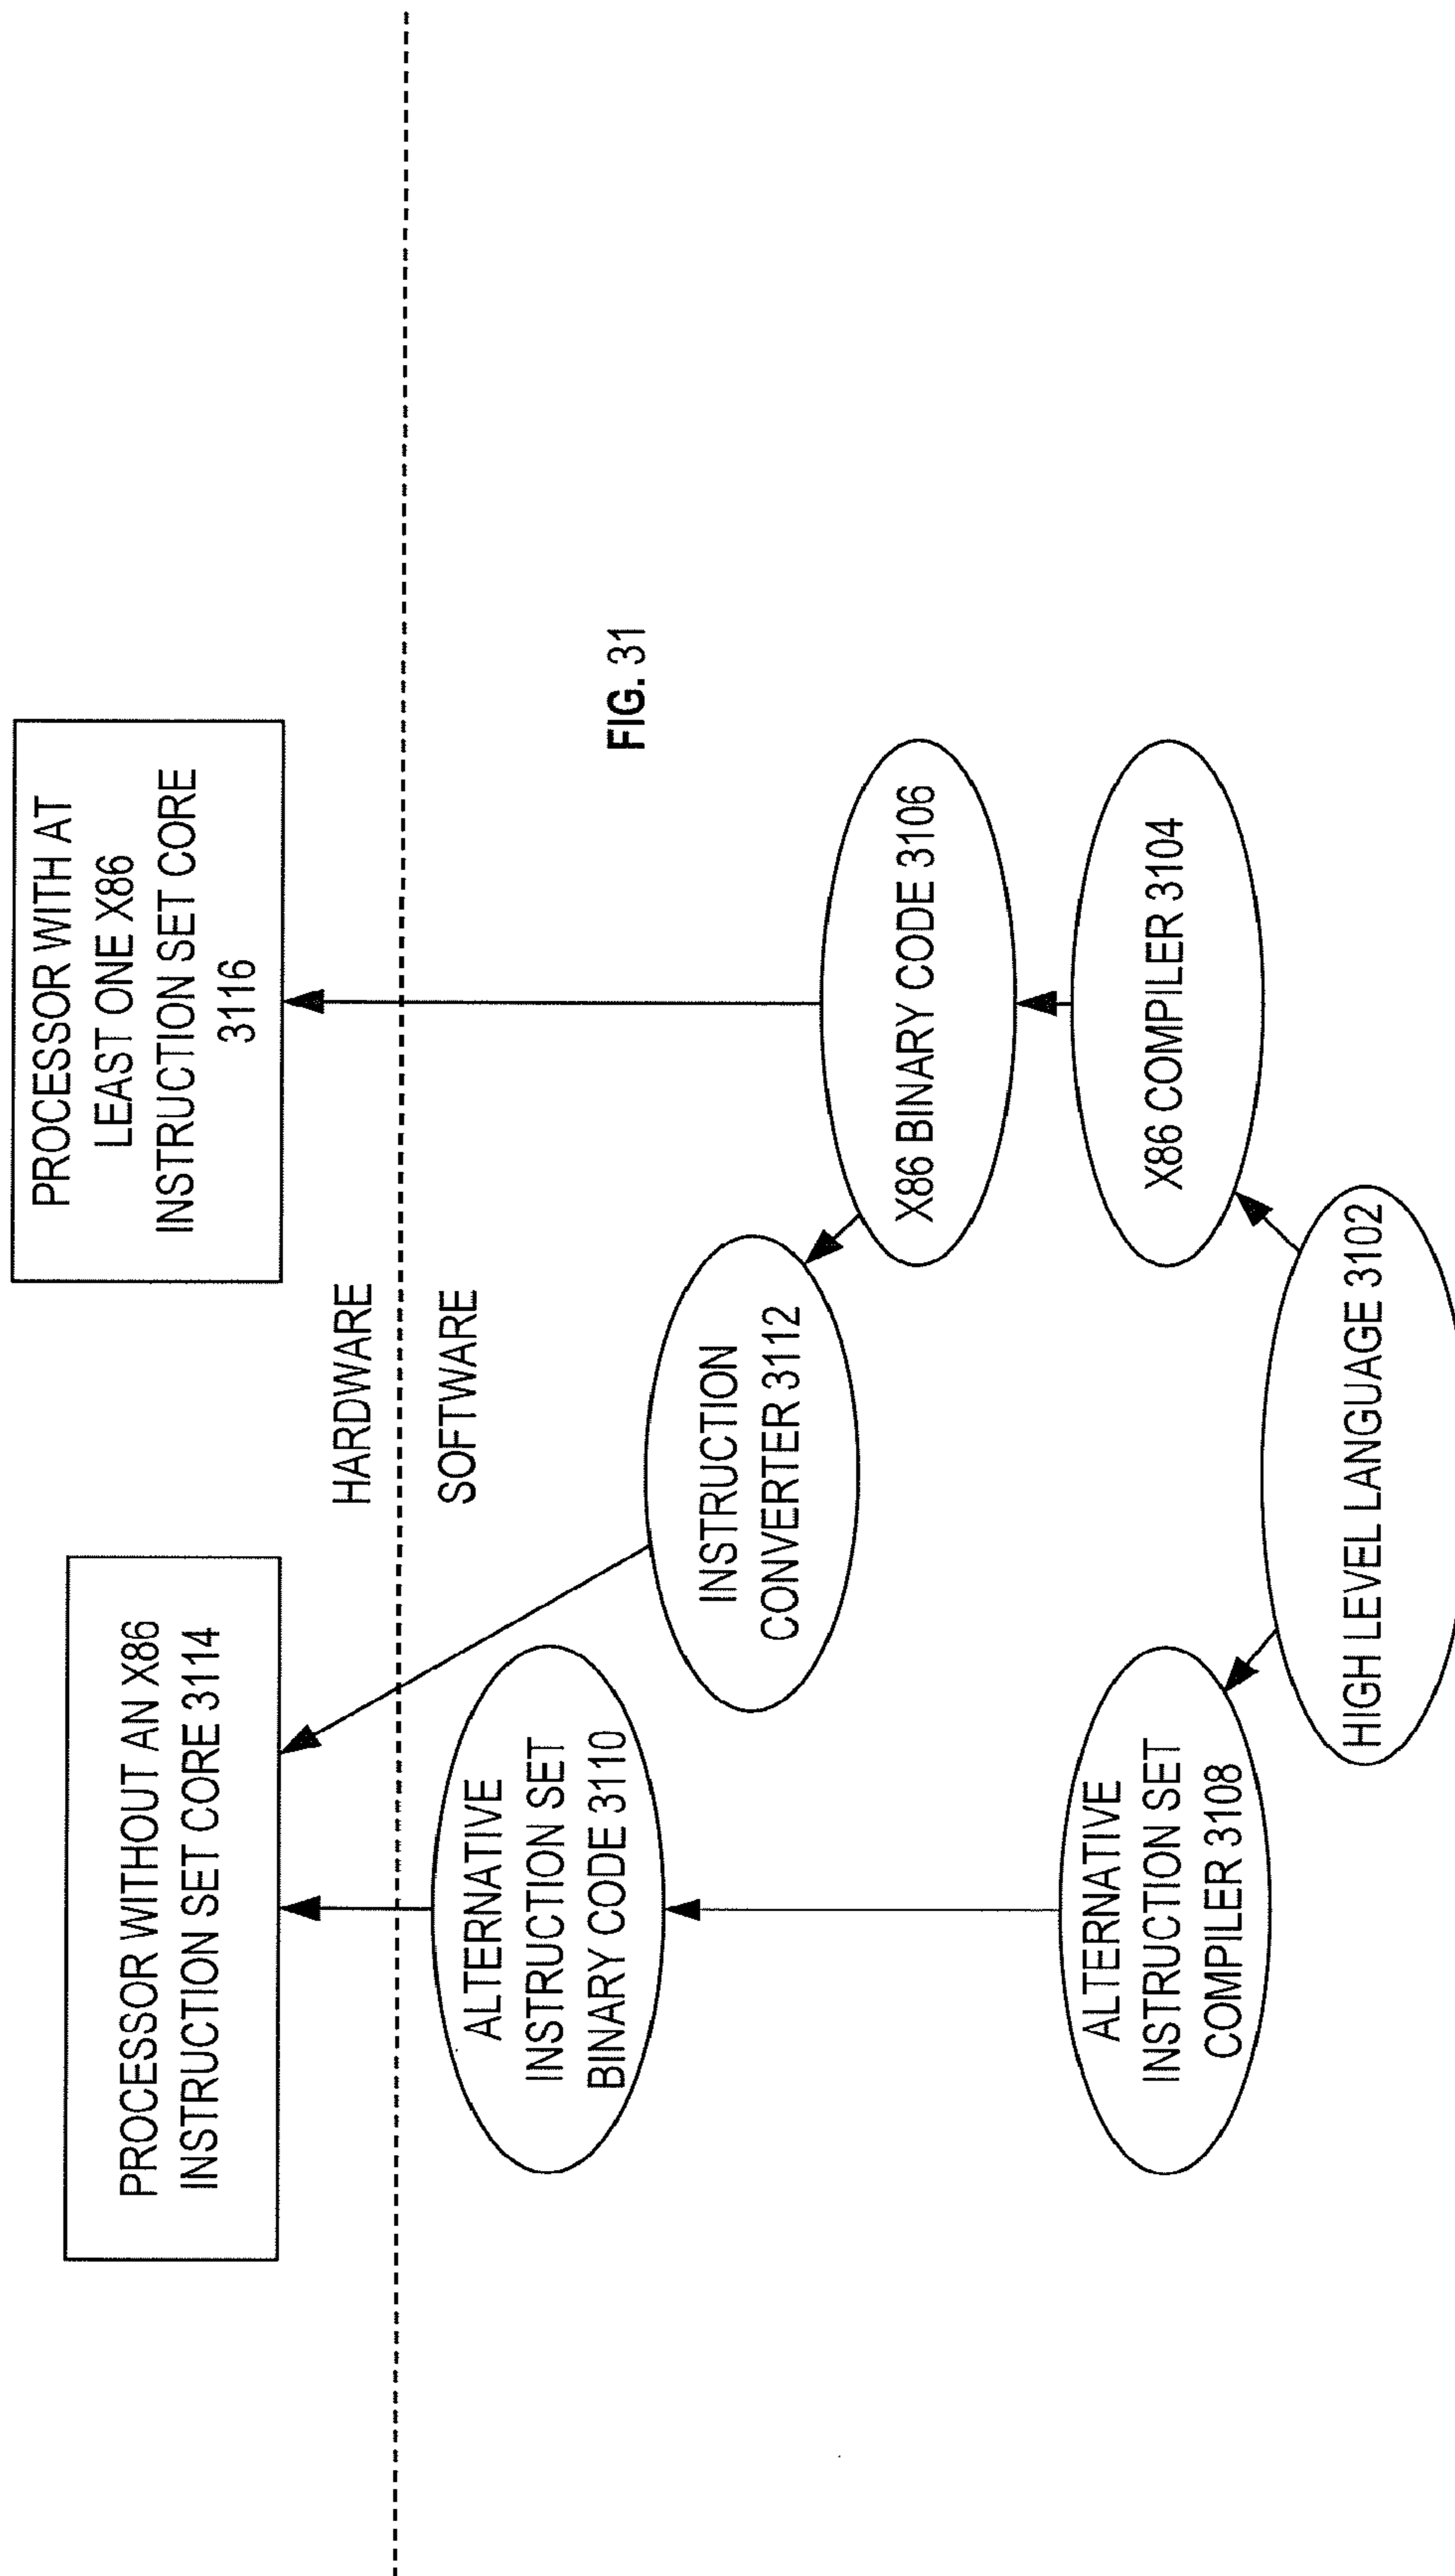 PROCESSOR WITHOUT AN X86
INSTRUCTION SET CORE 3114
PROCESSOR WITH AT
LEAST ONE X86
INSTRUCTION SET CORE
3116
HARDWARE
SOFTWARE
ALTERNATIVE
INSTRUCTION SET
BINARY CODE 3110
INSTRUCTION
CONVERTER 3112
FIG. 31
X86 BINARY CODE 3106
ALTERNATIVE
INSTRUCTION SET
COMPILER 3108
X86 COMPILER 3104
HIGH LEVEL LANGUAGE 3102